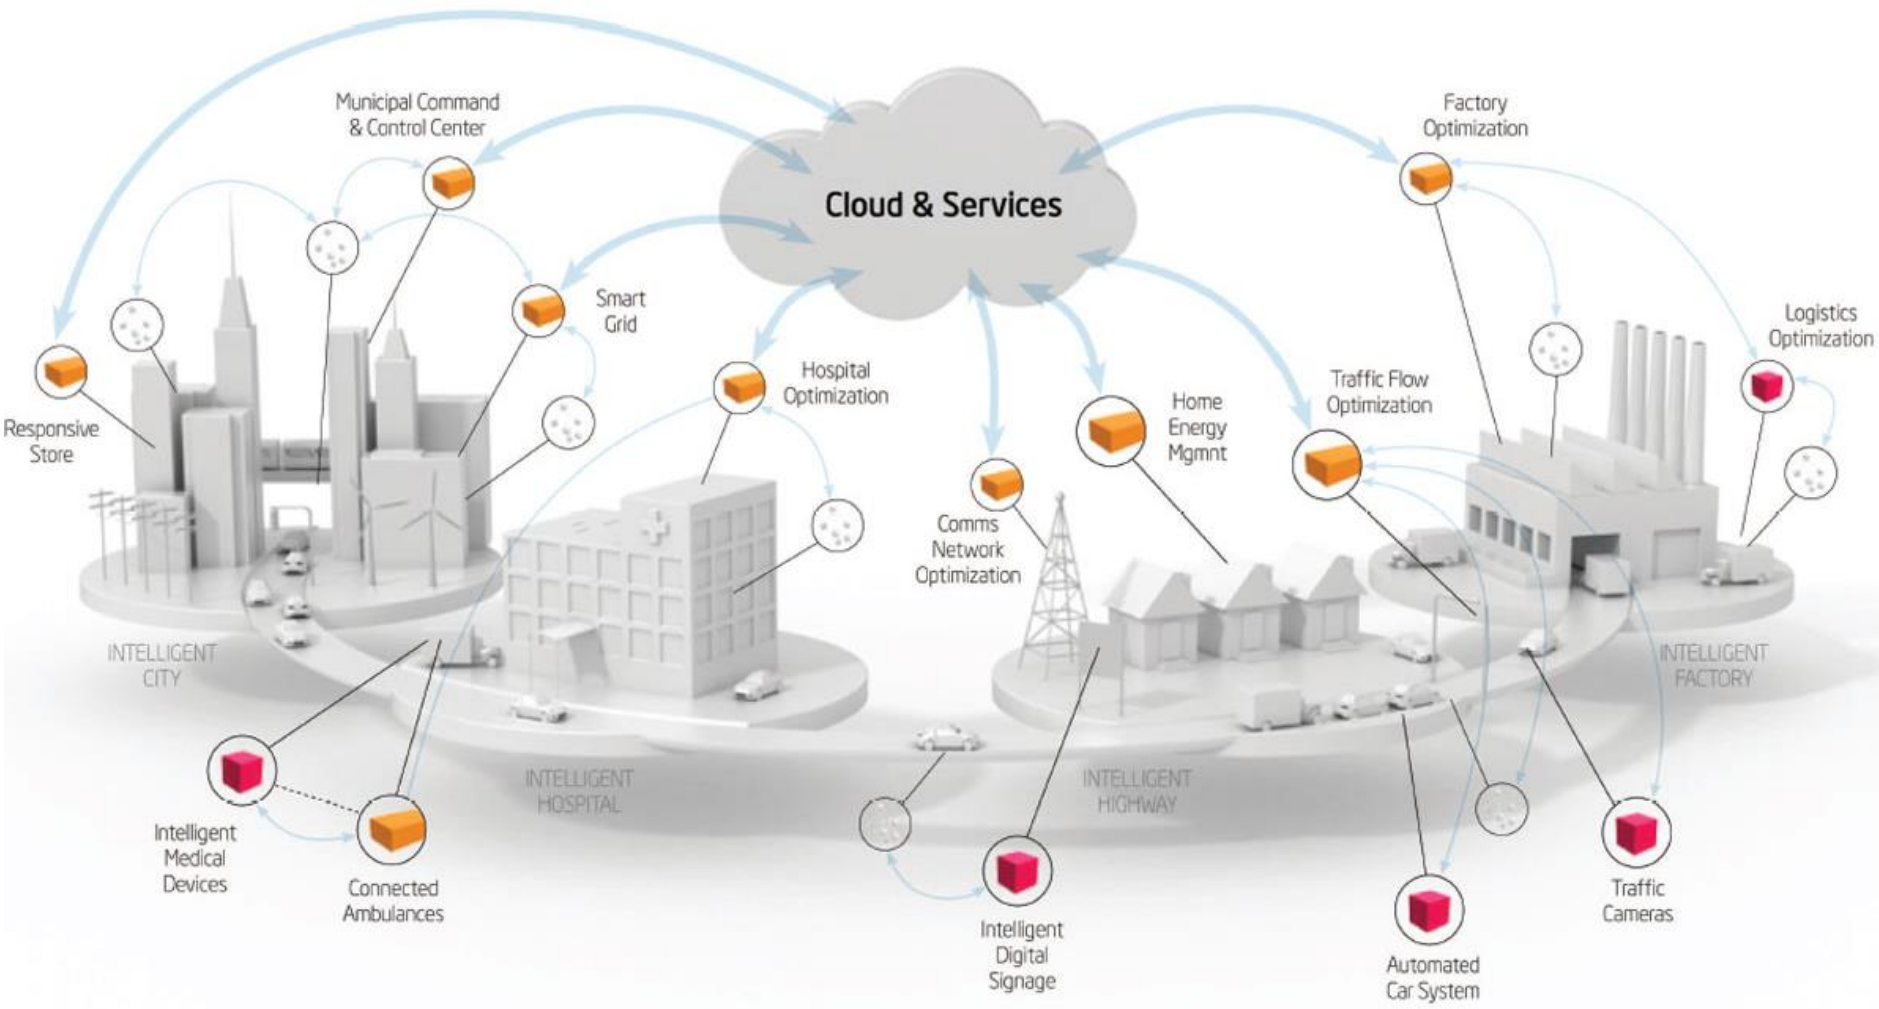 Municipal Command
& Control Center
Factory
Optimization
Cloud & Services
Smart
Grid
Logistics
Optimization
Hospital
Optimization
Home
Energy
Mgmnt
Traffic Flow
Optimization
Responsive
Store
Comms
Network
Optimization
INTELLIGENT
CITY
INTELLIGENT
FACTORY
INTELLIGENT
HOSPITAL
INTELLIGENT
HIGHWAY
Intelligent
Medical
Devices
Connected
Ambulances
Intelligent
Digital
Signage
Automated
Car System
Traffic
Cameras